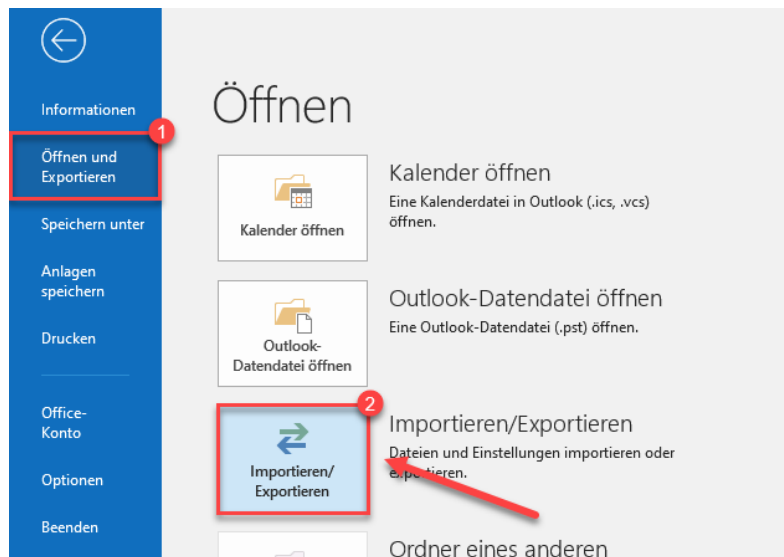 Informationen
1
Öffnen und
Exportieren
Speichern unter
Anlagen
speichern
Drucken
Office-
Konto
Optionen
Beenden
Öffnen
Kalender öffnen
Kalender öffnen
Eine Kalenderdatei in Outlook (.ics, .vcs)
öffnen.
Outlook-
Datendatei öffnen
Outlook-Datendatei öffnen
Eine Outlook-Datendatei (.pst) öffnen.
2
Importieren/
Exportieren
Importieren/Exportieren
Dateien und Einstellungen importieren oder
exportieren.
Ordner eines anderen